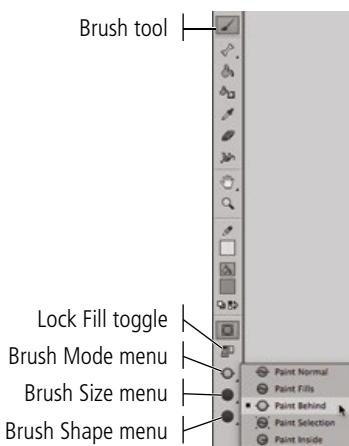 Brush tool
Lock Fill toggle
Brush Mode menu
Brush Size menu
Brush Shape menu
Paint Normal
Paint Fills
Paint Behind
Paint Selection
Paint Inside